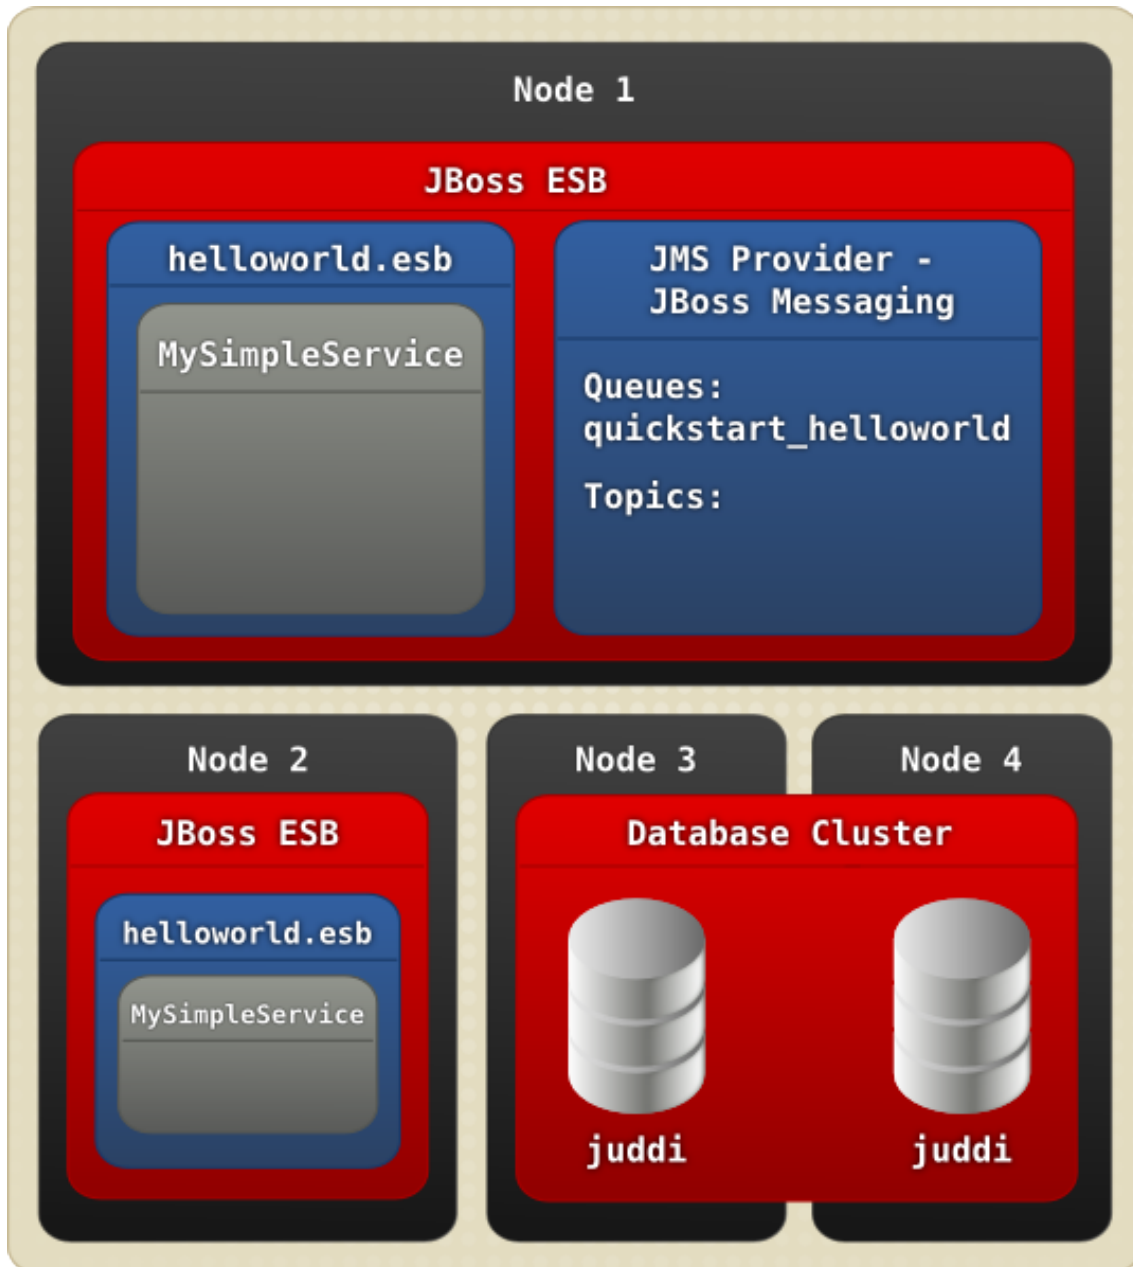 Node 1
JBoss ESB
helloworld.esb
MySimpleService
JMS Provider -
JBoss Messaging
Queues:
quickstart_helloworld
Topics:
Node 2
JBoss ESB
helloworld.esb
MySimpleService
Node 3
Node 4
Database Cluster
juddi
juddi